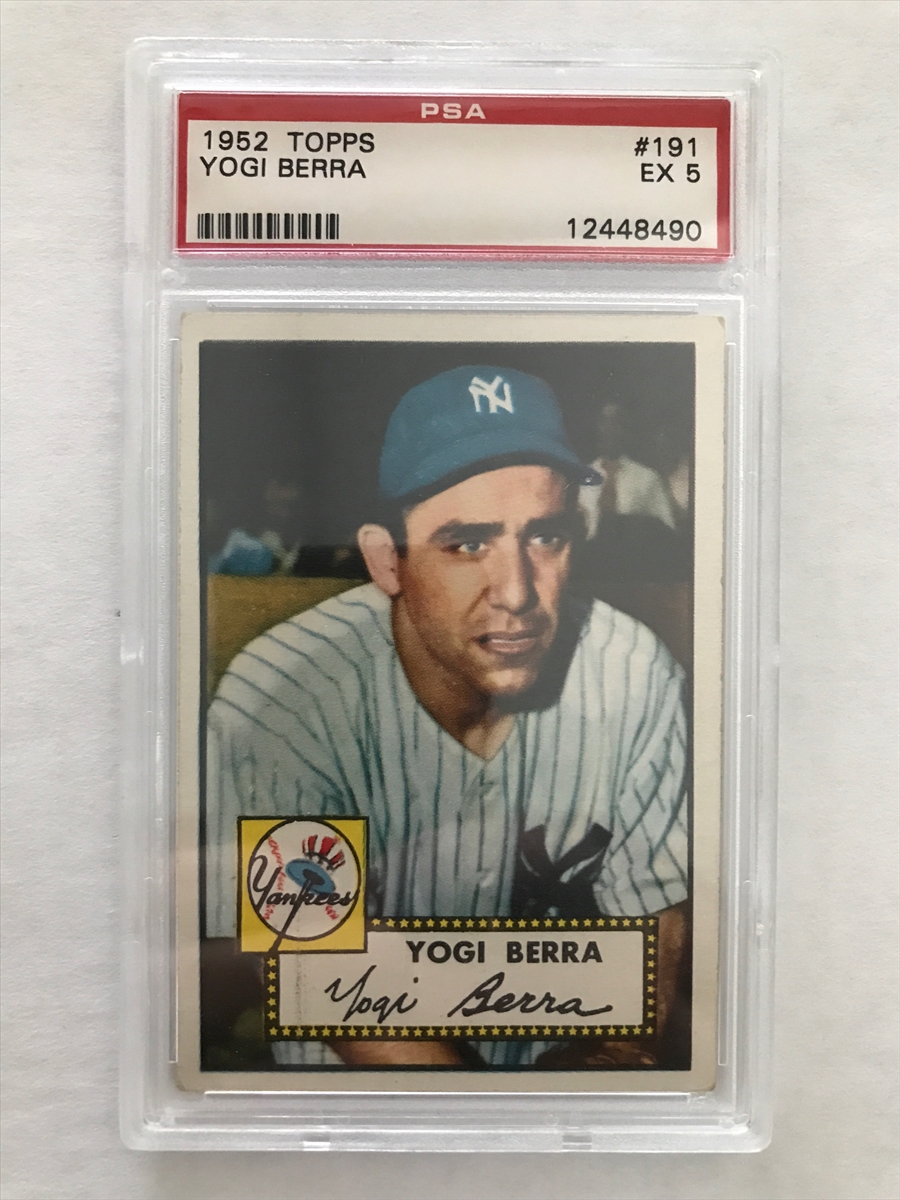 PSA
1952 TOPPS #191
YOGI BERRA EX 5
12448490
NY
Yankees
YOGI BERRA
Yogi Berra